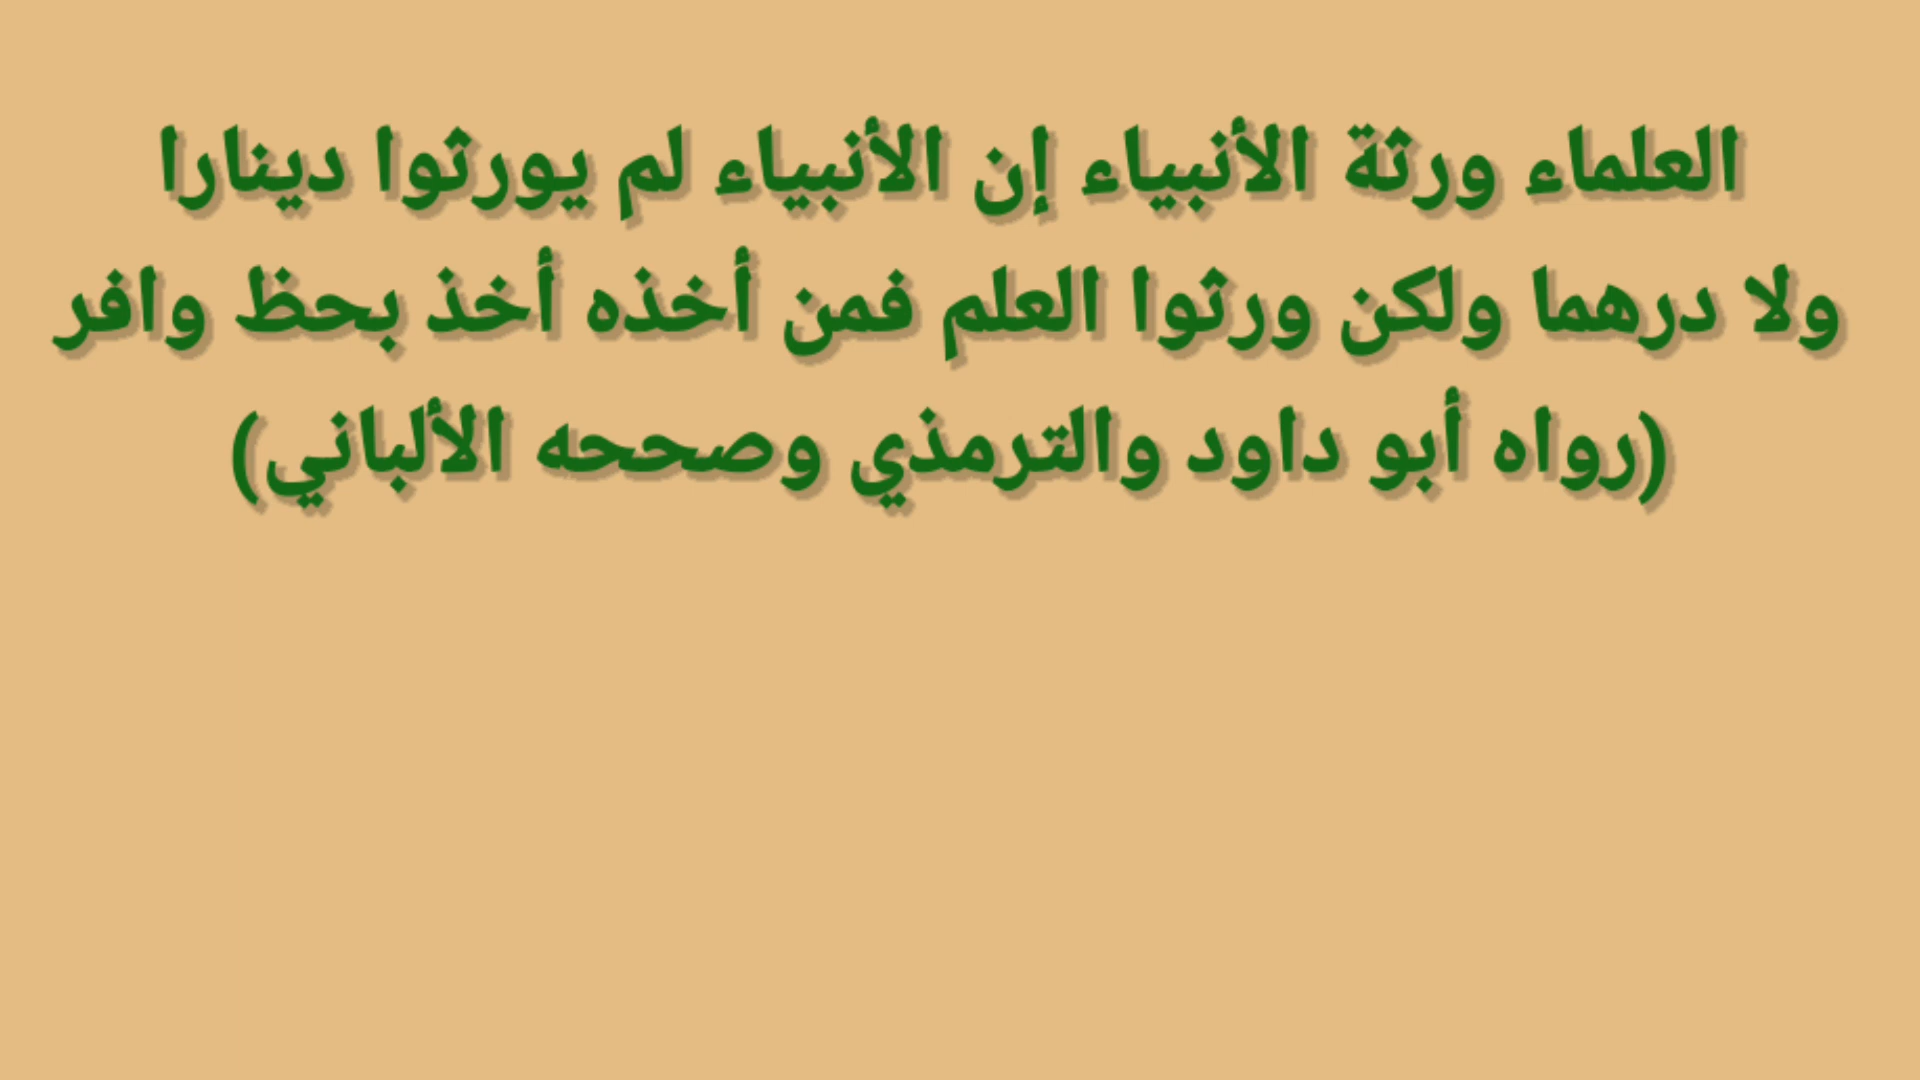 العلماء ورثة الأنبياء إن الأنبياء لم يورثوا دينارا
ولا درهما ولكن ورثوا العلم فمن أخذه أخذ بحظ وافر
(رواه أبو داود والترمذي وصححه الألباني)